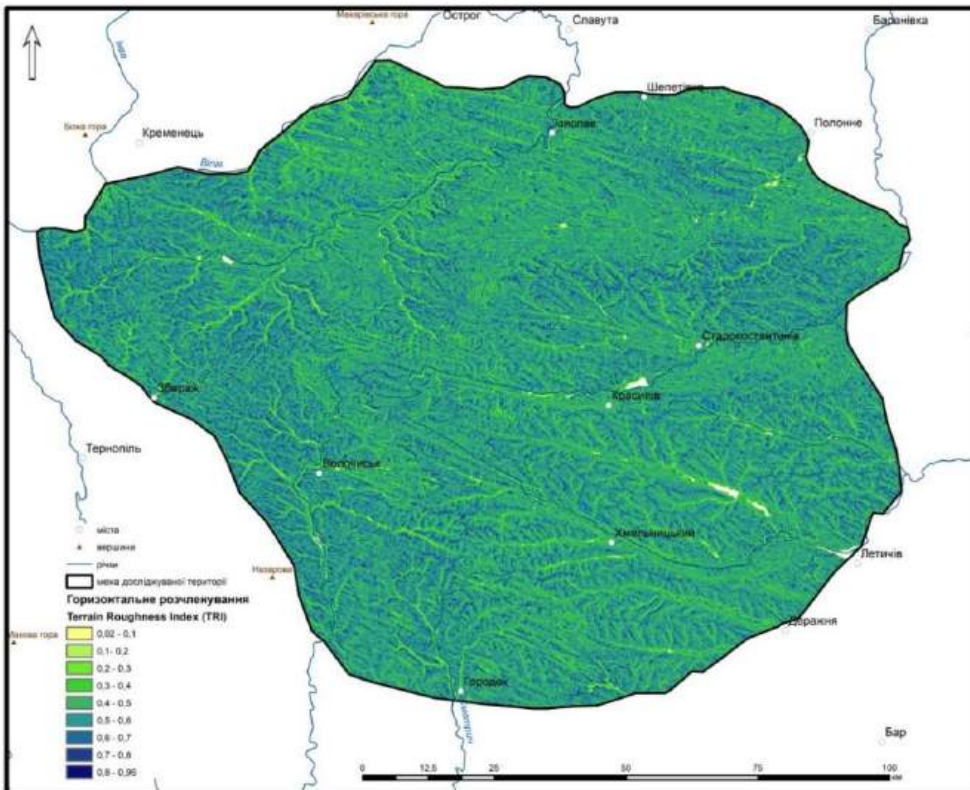 Острог
Славута
Баранівка
Шепетівка
Полонне
Ізяслав
Кременець
Божа гора
Іква
Вілія
Старокостянтинів
Красилів
Збараж
Тернопіль
Волочиськ
Хмельницький
Летичів
Деражня
Городок
Смотрич
Бар
міста
вершини
річки
межа досліджуваної території
Горизонтальне розчленування
Terrain Roughness Index (TRI)
0,02 - 0,1
0,1- 0,2
0,2 - 0,3
0,3 - 0,4
0,4 - 0,5
0,5 - 0,6
0,6 - 0,7
0,7 - 0,8
0,8 - 0,96
0 12,5 25 50 75 100
км